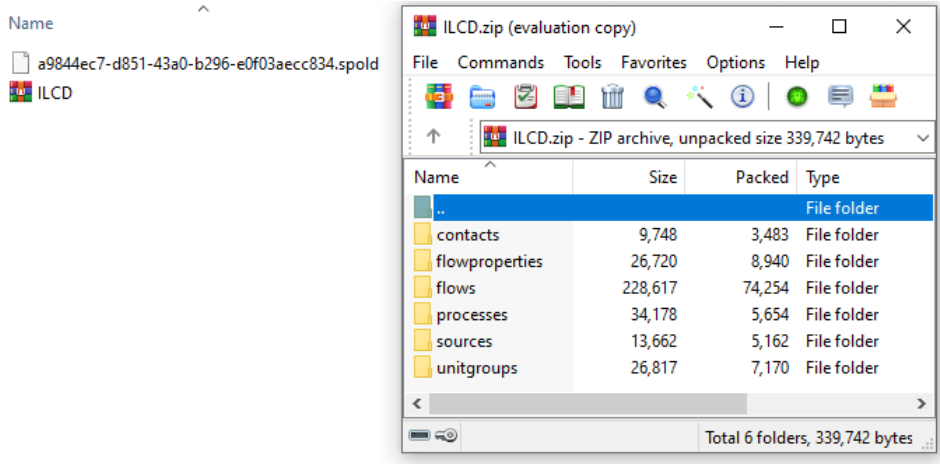 Name
a9844ec7-d851-43a0-b296-e0f03aecc834.spold
ILCD
ILCD.zip (evaluation copy)
File Commands Tools Favorites Options Help
ILCD.zip - ZIP archive, unpacked size 339,742 bytes
Name Size Packed Type
.. File folder
contacts 9,748 3,483 File folder
flowproperties 26,720 8,940 File folder
flows 228,617 74,254 File folder
processes 34,178 5,654 File folder
sources 13,662 5,162 File folder
unitgroups 26,817 7,170 File folder
Total 6 folders, 339,742 bytes